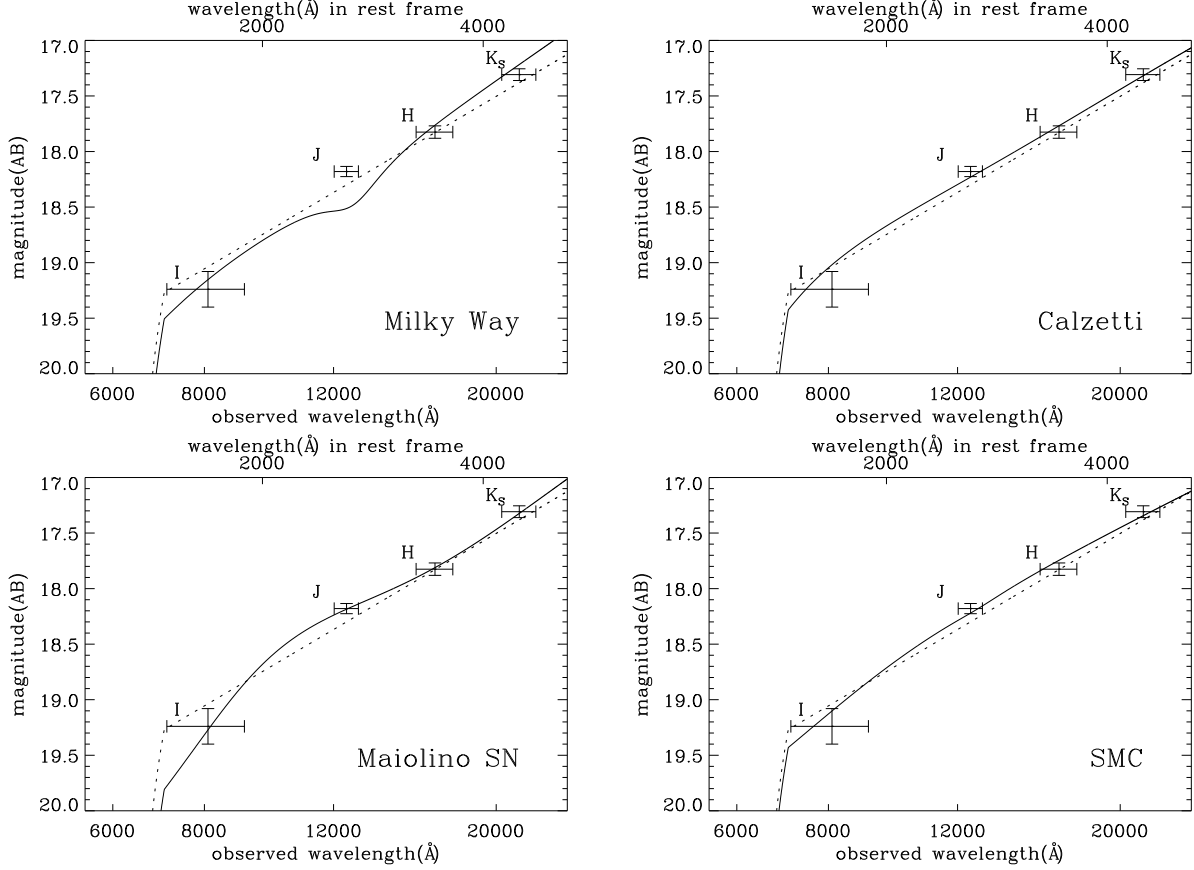 wavelength(Å) in rest frame
2000 4000
17.0
17.5
18.0
18.5
19.0
19.5
20.0
magnitude(AB)
I
J
H
Ks
Milky Way
6000 8000 12000 20000
observed wavelength(Å)
wavelength(Å) in rest frame
2000 4000
17.0
17.5
18.0
18.5
19.0
19.5
20.0
magnitude(AB)
I
J
H
Ks
Calzetti
6000 8000 12000 20000
observed wavelength(Å)
wavelength(Å) in rest frame
2000 4000
17.0
17.5
18.0
18.5
19.0
19.5
20.0
magnitude(AB)
I
J
H
KS
Maiolino SN
6000 8000 12000 20000
observed wavelength(Å)
wavelength(Å) in rest frame
2000 4000
17.0
17.5
18.0
18.5
19.0
19.5
20.0
magnitude(AB)
I
J
H
KS
SMC
6000 8000 12000 20000
observed wavelength(Å)